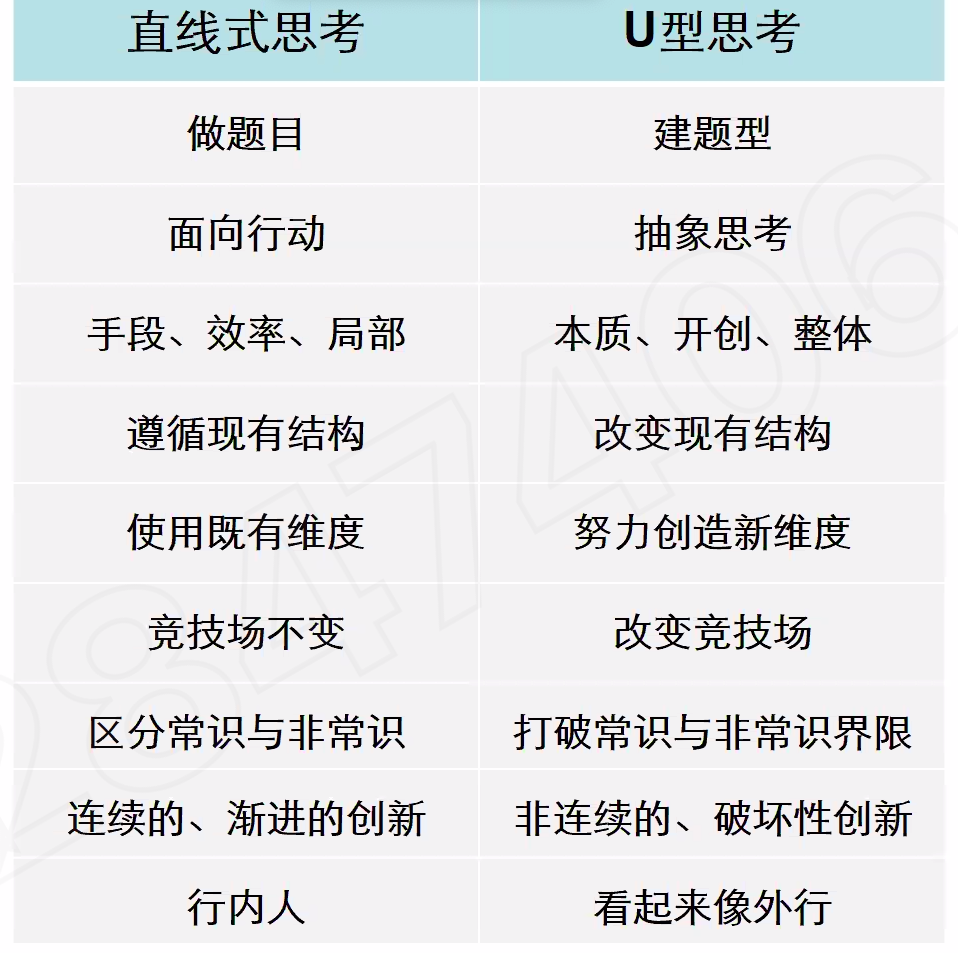 直线式思考 U型思考
做题目 建题型
面向行动 抽象思考
手段、效率、局部 本质、开创、整体
遵循现有结构 改变现有结构
使用既有维度 努力创造新维度
竞技场不变 改变竞技场
区分常识与非常识 打破常识与非常识界限
连续的、渐进的创新 非连续的、破坏性创新
行内人 看起来像外行